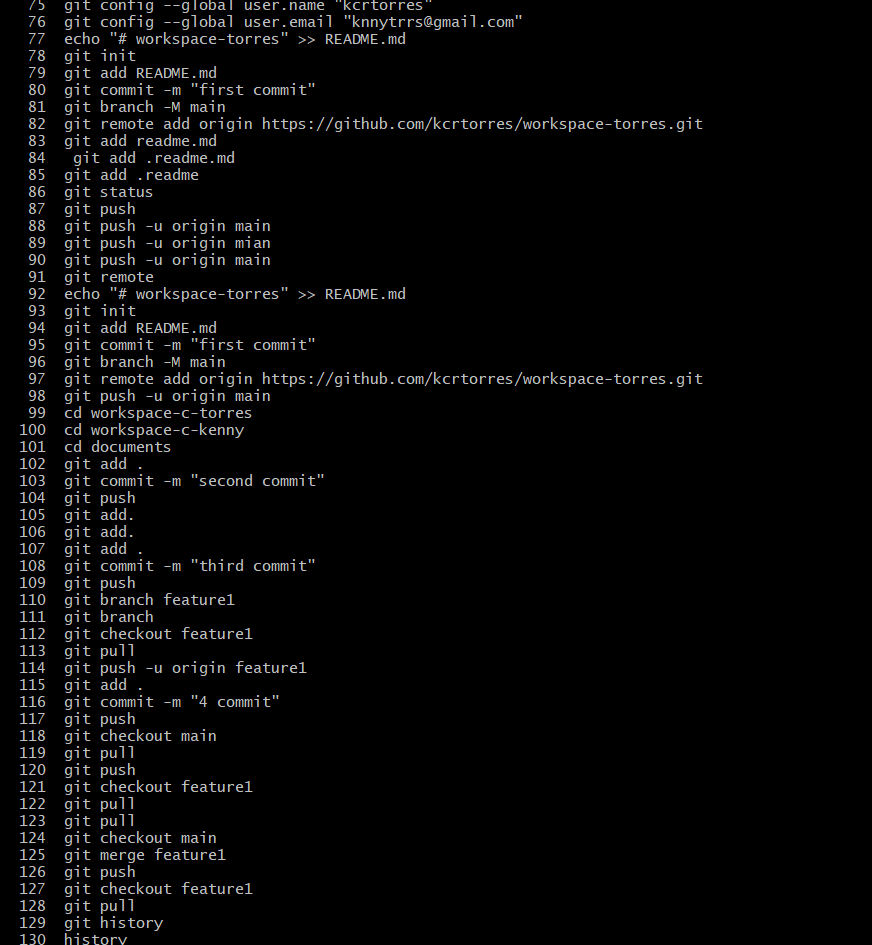 75 git config --global user.name "kcrtorres"
76 git config --global user.email "knnytrrs@gmail.com"
77 echo "# workspace-torres" >> README.md
78 git init
79 git add README.md
80 git commit -m "first commit"
81 git branch -M main
82 git remote add origin https://github.com/kcrtorres/workspace-torres.git
83 git add readme.md
84  git add .readme.md
85 git add .readme
86 git status
87 git push
88 git push -u origin main
89 git push -u origin mian
90 git push -u origin main
91 git remote
92 echo "# workspace-torres" >> README.md
93 git init
94 git add README.md
95 git commit -m "first commit"
96 git branch -M main
97 git remote add origin https://github.com/kcrtorres/workspace-torres.git
98 git push -u origin main
99 cd workspace-c-torres
100 cd workspace-c-kenny
101 cd documents
102 git add .
103 git commit -m "second commit"
104 git push
105 git add.
106 git add.
107 git add .
108 git commit -m "third commit"
109 git push
110 git branch feature1
111 git branch
112 git checkout feature1
113 git pull
114 git push -u origin feature1
115 git add .
116 git commit -m "4 commit"
117 git push
118 git checkout main
119 git pull
120 git push
121 git checkout feature1
122 git pull
123 git pull
124 git checkout main
125 git merge feature1
126 git push
127 git checkout feature1
128 git pull
129 git history
130 history